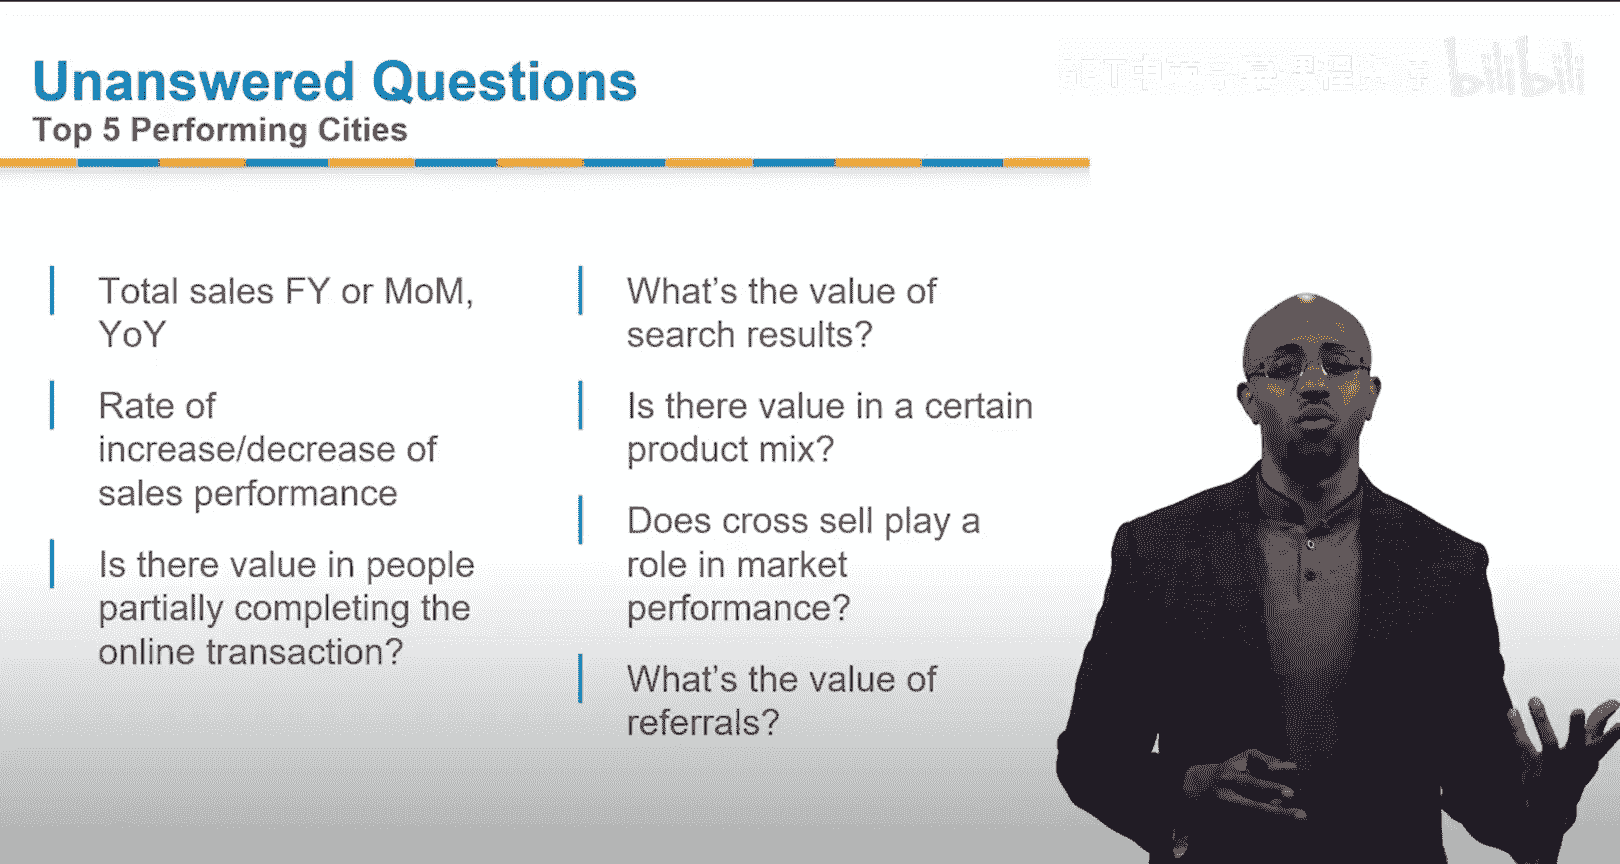 Unanswered Questions
Top 5 Performing Cities
Total sales FY or MoM,
YoY
Rate of
increase/decrease of
sales performance
Is there value in people
partially completing the
online transaction?
What’s the value of
search results?
Is there value in a certain
product mix?
Does cross sell play a
role in market
performance?
What’s the value of
referrals?
bilibili